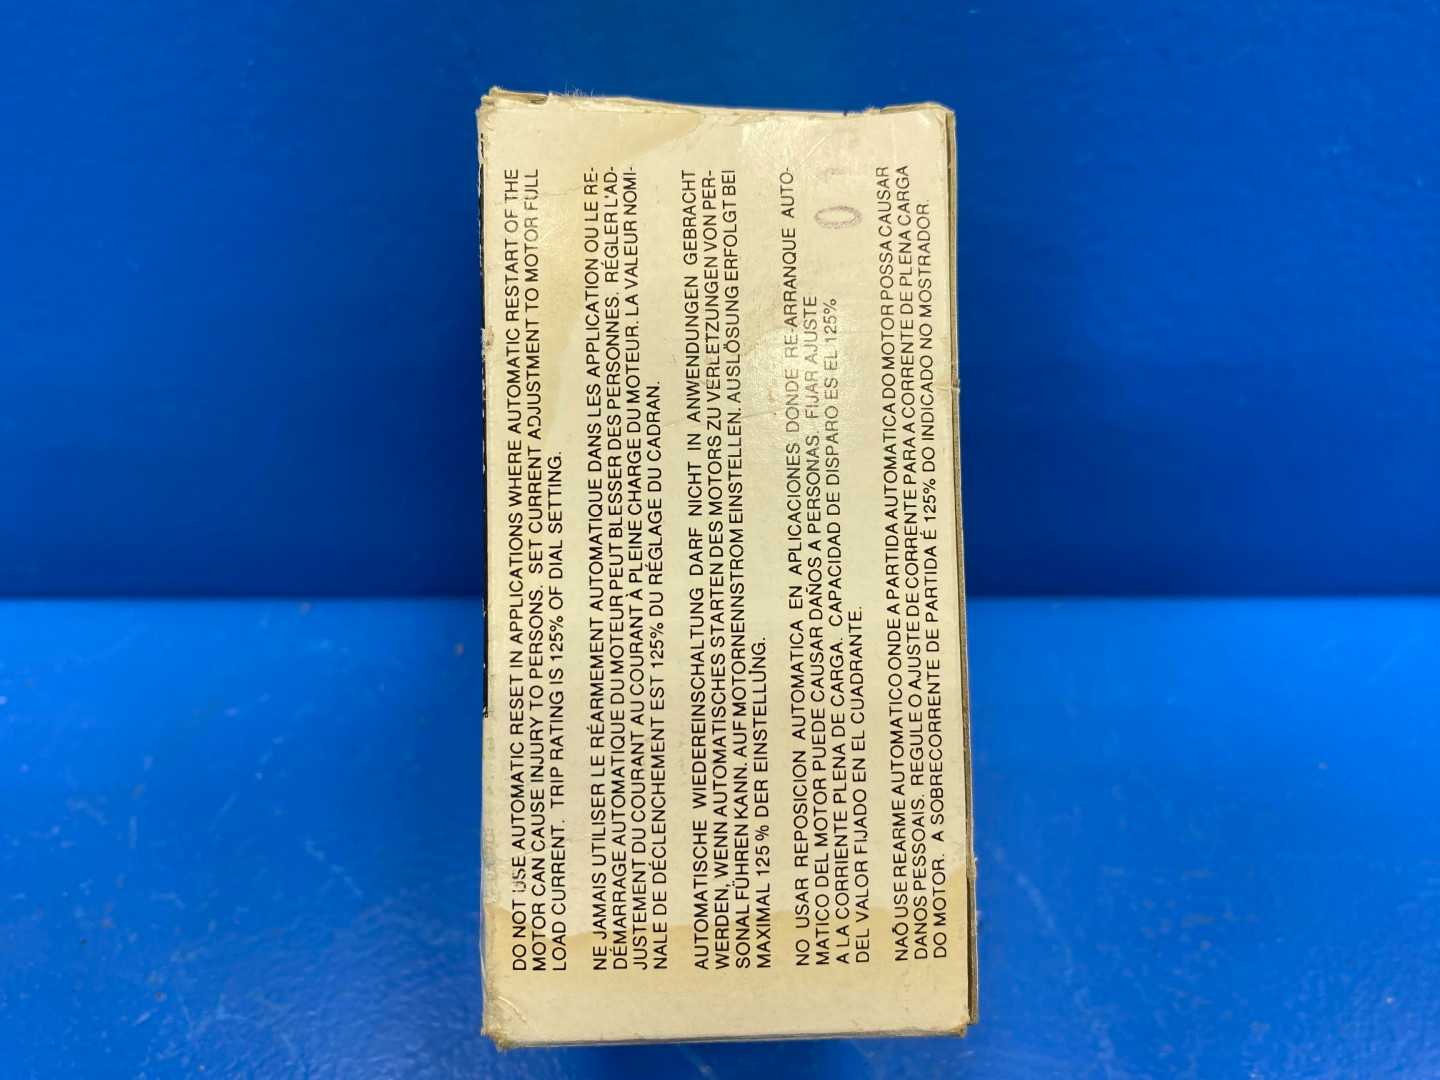 DO NOT USE AUTOMATIC RESET IN APPLICATIONS WHERE AUTOMATIC RESTART OF THE
MOTOR CAN CAUSE INJURY TO PERSONS. SET CURRENT ADJUSTMENT TO MOTOR FULL
LOAD CURRENT. TRIP RATING IS 125% OF DIAL SETTING.
NE JAMAIS UTILISER LE RÉARMEMENT AUTOMATIQUE DANS LES APPLICATION OU LE RE-
DÉMARRAGE AUTOMATIQUE DU MOTEUR PEUT BLESSER DES PERSONNES. RÉGLER L'AD-
JUSTEMENT DU COURANT AU COURANT À PLEINE CHARGE DU MOTEUR. LA VALEUR NOMI-
NALE DE DÉCLENCHEMENT EST 125% DU RÉGLAGE DU CADRAN.
AUTOMATISCHE WIEDEREINSCHALTUNG DARF NICHT IN ANWENDUNGEN GEBRACHT
WERDEN, WENN AUTOMATISCHES STARTEN DES MOTORS ZU VERLETZUNGEN VON PER-
SONAL FÜHREN KANN. AUF MOTORNENNSTROM EINSTELLEN. AUSLÖSUNG ERFOLGT BEI
MAXIMAL 125% DER EINSTELLUNG.
NO USAR REPOSICION AUTOMATICA EN APLICACIONES DONDE RE-ARRANQUE AUTO-
MATICO DEL MOTOR PUEDE CAUSAR DAÑOS A PERSONAS. FIJAR AJUSTE
A LA CORRIENTE PLENA DE CARGA. CAPACIDAD DE DISPARO ES EL 125%
DEL VALOR FIJADO EN EL CUADRANTE.
0 1
NAÕ USE REARME AUTOMATICO ONDE A PARTIDA AUTOMATICA DO MOTOR POSSA CAUSAR
DANOS PESSOAIS. REGULE O AJUSTE DE CORRENTE PARA A CORRENTE DE PLENA CARGA
DO MOTOR. A SOBRECORRENTE DE PARTIDA É 125% DO INDICADO NO MOSTRADOR.